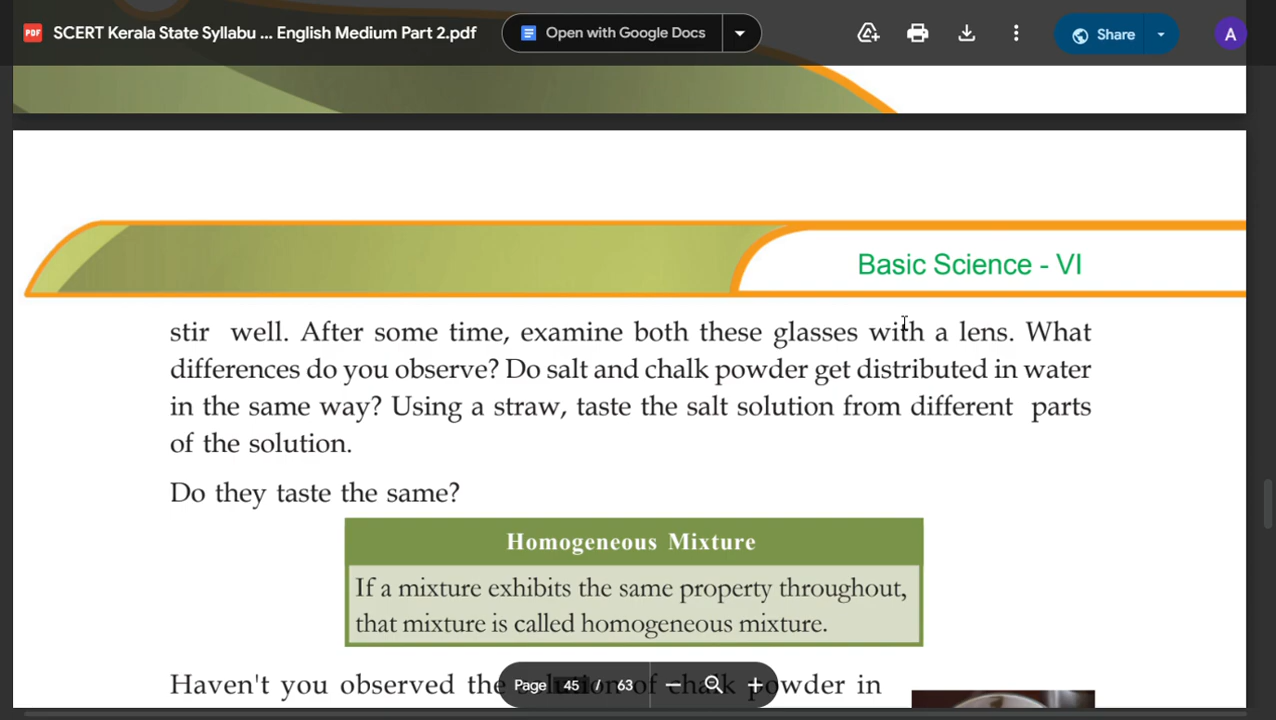 PDF SCERT Kerala State Syllabu ... English Medium Part 2.pdf Open with Google Docs Share A
Basic Science - VI
stir well. After some time, examine both these glasses with a lens. What
differences do you observe? Do salt and chalk powder get distributed in water
in the same way? Using a straw, taste the salt solution from different parts
of the solution.
Do they taste the same?
Homogeneous Mixture
If a mixture exhibits the same property throughout,
that mixture is called homogeneous mixture.
Haven't you observed the solution of chalk powder in
Page 45 / 63